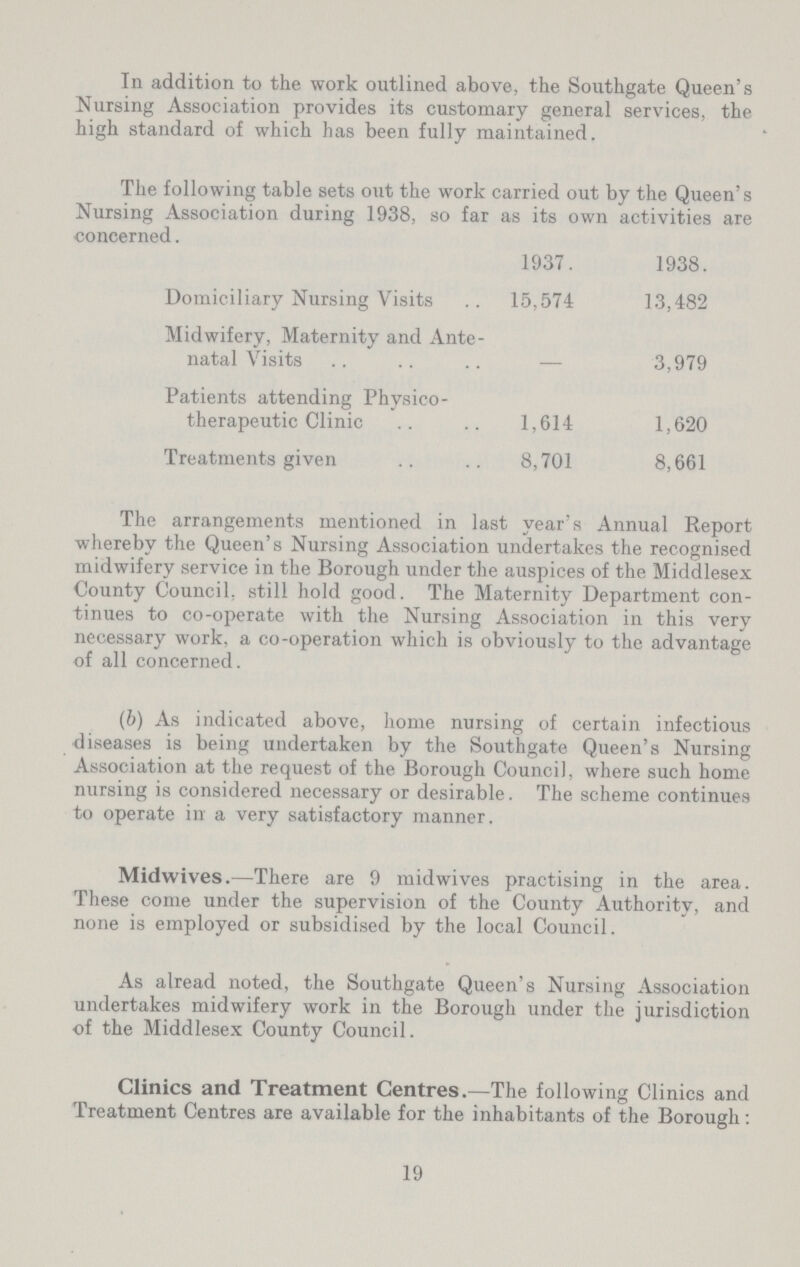 In addition to the work outlined above, the Southgate Queen's
Nursing Association provides its customary general services, the
high standard of which has been fully maintained.
The following table sets out the work carried out by the Queen's
Nursing Association during 1938, so far as its own activities are
concerned.
1937. 1938.
Domiciliary Nursing Visits .. 15,574 13,482
Midwifery, Maternity and Ante-
natal Visits .. .. .. — 3,979
Patients attending Physico-
therapeutic Clinic .. .. 1,614 1,620
Treatments given .. .. 8,701 8,661
The arrangements mentioned in last year's Annual Report
whereby the Queen's Nursing Association undertakes the recognised
midwifery service in the Borough under the auspices of the Middlesex
County Council, still hold good. The Maternity Department con-
tinues to co-operate with the Nursing Association in this very
necessary work, a co-operation which is obviously to the advantage
of all concerned.
(b) As indicated above, home nursing of certain infectious
diseases is being undertaken by the Southgate Queen's Nursing
Association at the request of the Borough Council, where such home
nursing is considered necessary or desirable. The scheme continues
to operate in a very satisfactory manner.
Midwives.—There are 9 midwives practising in the area.
These come under the supervision of the County Authority, and
none is employed or subsidised by the local Council.
As alread noted, the Southgate Queen's Nursing Association
undertakes midwifery work in the Borough under the jurisdiction
of the Middlesex County Council.
Clinics and Treatment Centres.—The following Clinics and
Treatment Centres are available for the inhabitants of the Borough:
19